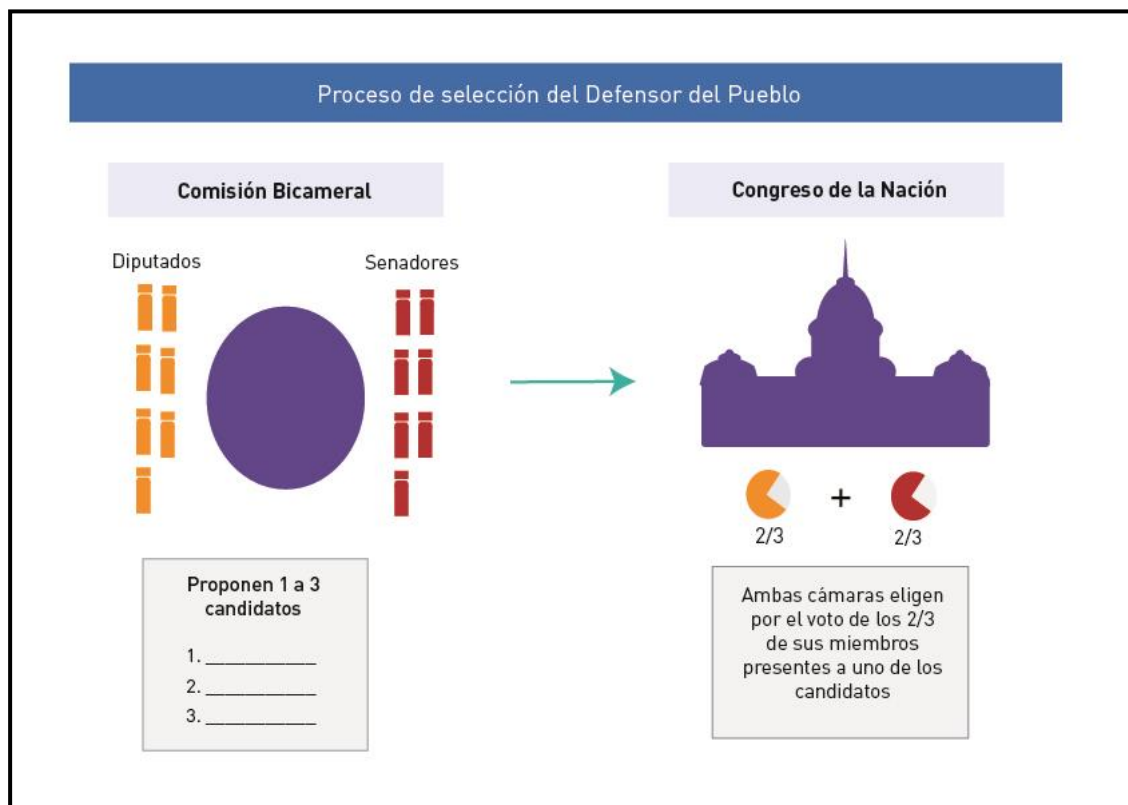 Proceso de selección del Defensor del Pueblo
Comisión Bicameral
Diputados
Senadores
Proponen 1 a 3
candidatos
1. ___________
2. ___________
3. ___________
Congreso de la Nación
+
2/3
2/3
Ambas cámaras eligen
por el voto de los 2/3
de sus miembros
presentes a uno de los
candidatos